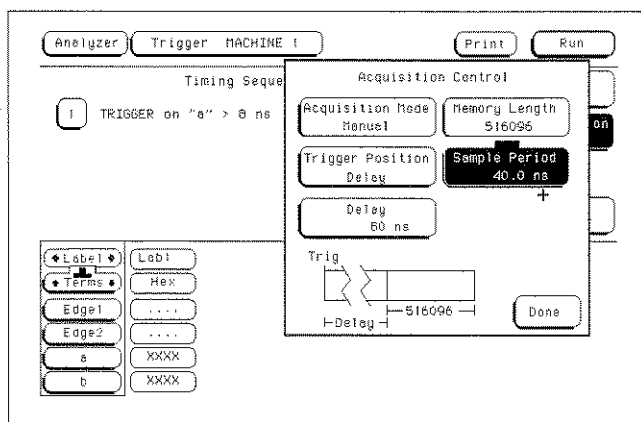 Analyzer Trigger MACHINE 1 Print Run
Timing Seque
1 TRIGGER on "a" > 8 ns
Acquisition Control
Acquisition Mode
Manual
Memory Length
516096
on
Trigger Position
Delay
Sample Period
40.0 ns
Delay
60 ns
Trig
516096
Delay
Done
Label Lab1
Terms Hex
Edge1 ....
Edge2 ....
a XXXX
b XXXX